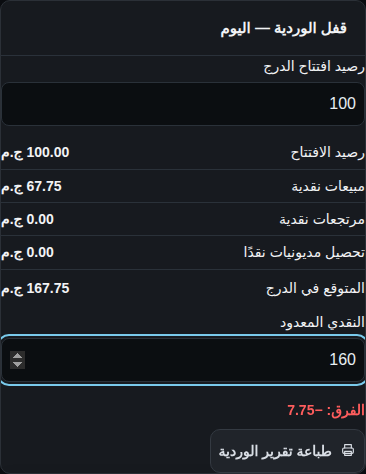 قفل الوردية — اليوم
رصيد افتتاح الدرج
100
رصيد الافتتاح 100.00 ج.م
مبيعات نقدية 67.75 ج.م
مرتجعات نقدية 0.00 ج.م
تحصيل مديونيات نقدًا 0.00 ج.م
المتوقع في الدرج 167.75 ج.م
النقدي المعدود
160
الفرق: −7.75
طباعة تقرير الوردية